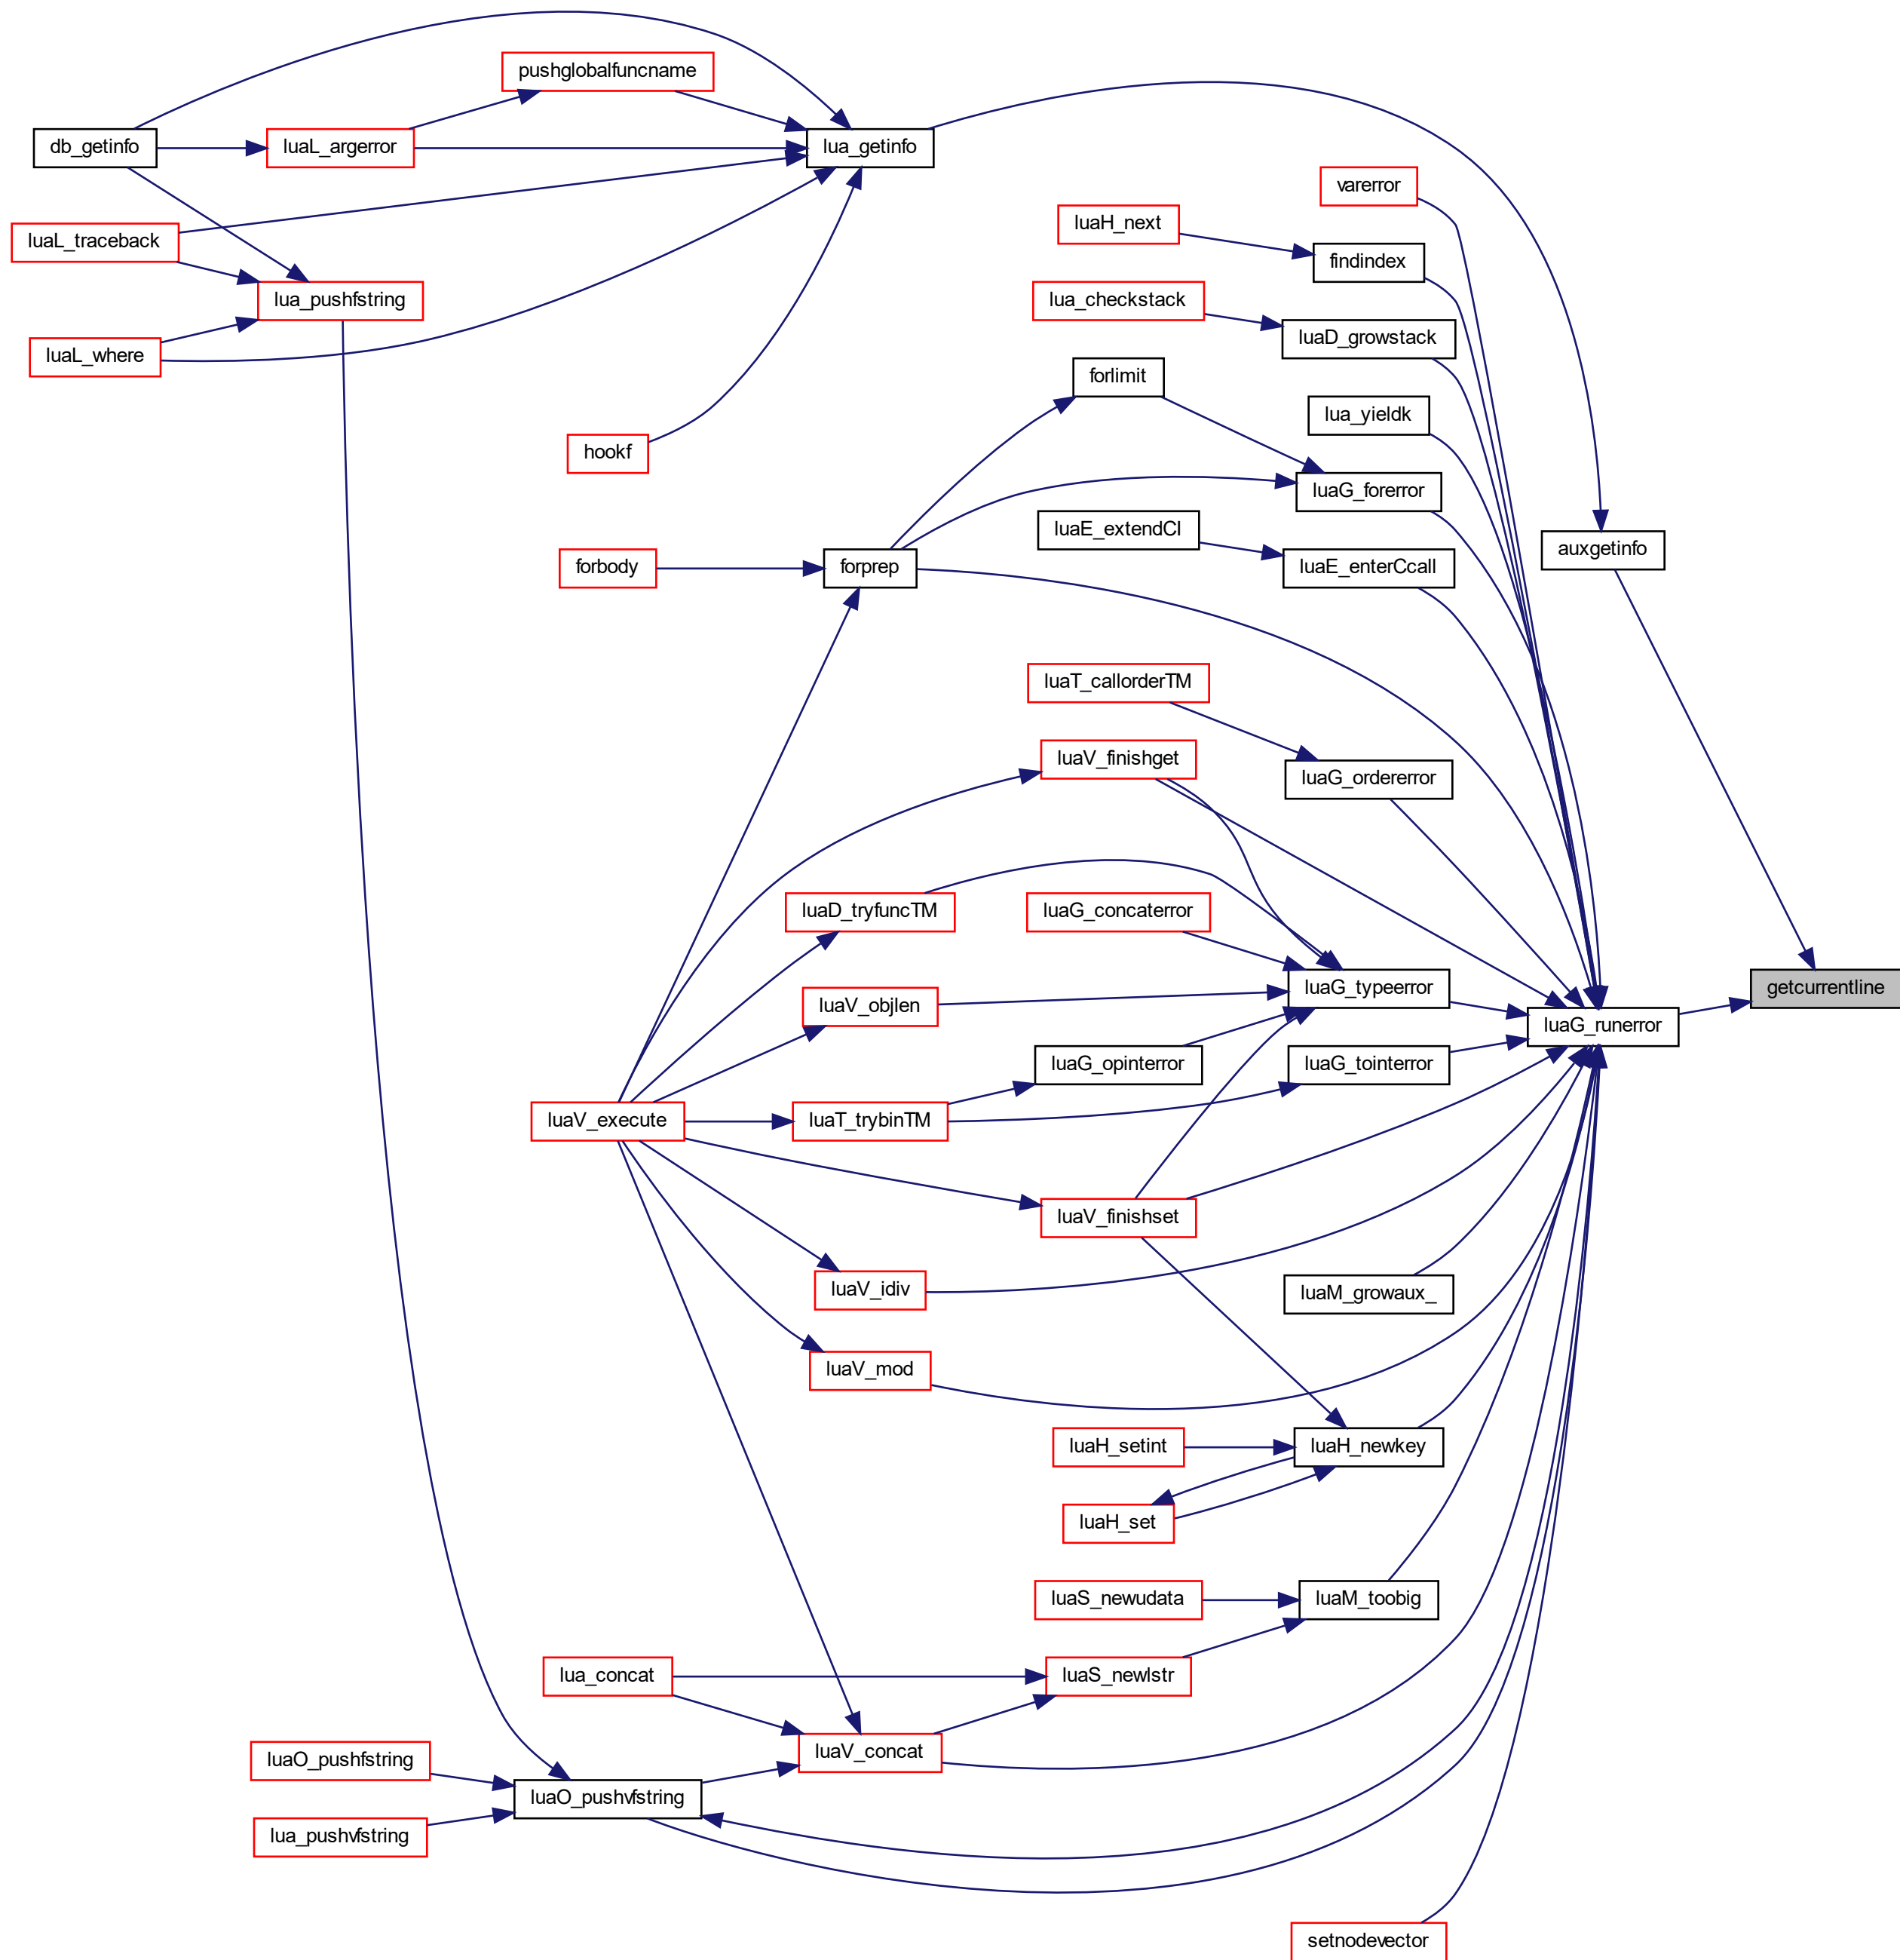 pushglobalfuncname
db_getinfo
luaL_argerror
lua_getinfo
varerror
luaH_next
luaL_traceback
findindex
lua_pushfstring
lua_checkstack
luaD_growstack
luaL_where
forlimit
lua_yieldk
hookf
luaG_forerror
luaE_extendCI
auxgetinfo
forbody
forprep
luaE_enterCcall
luaT_callorderTM
luaV_finishget
luaG_ordererror
luaD_tryfuncTM
luaG_concaterror
luaG_typeerror
getcurrentline
luaV_objlen
luaG_runerror
luaG_opinterror
luaG_tointerror
luaV_execute
luaT_trybinTM
luaV_finishset
luaV_idiv
luaM_growaux_
luaV_mod
luaH_setint
luaH_newkey
luaH_set
luaS_newudata
luaM_toobig
lua_concat
luaS_newlstr
luaV_concat
luaO_pushfstring
luaO_pushvfstring
lua_pushvfstring
setnodevector